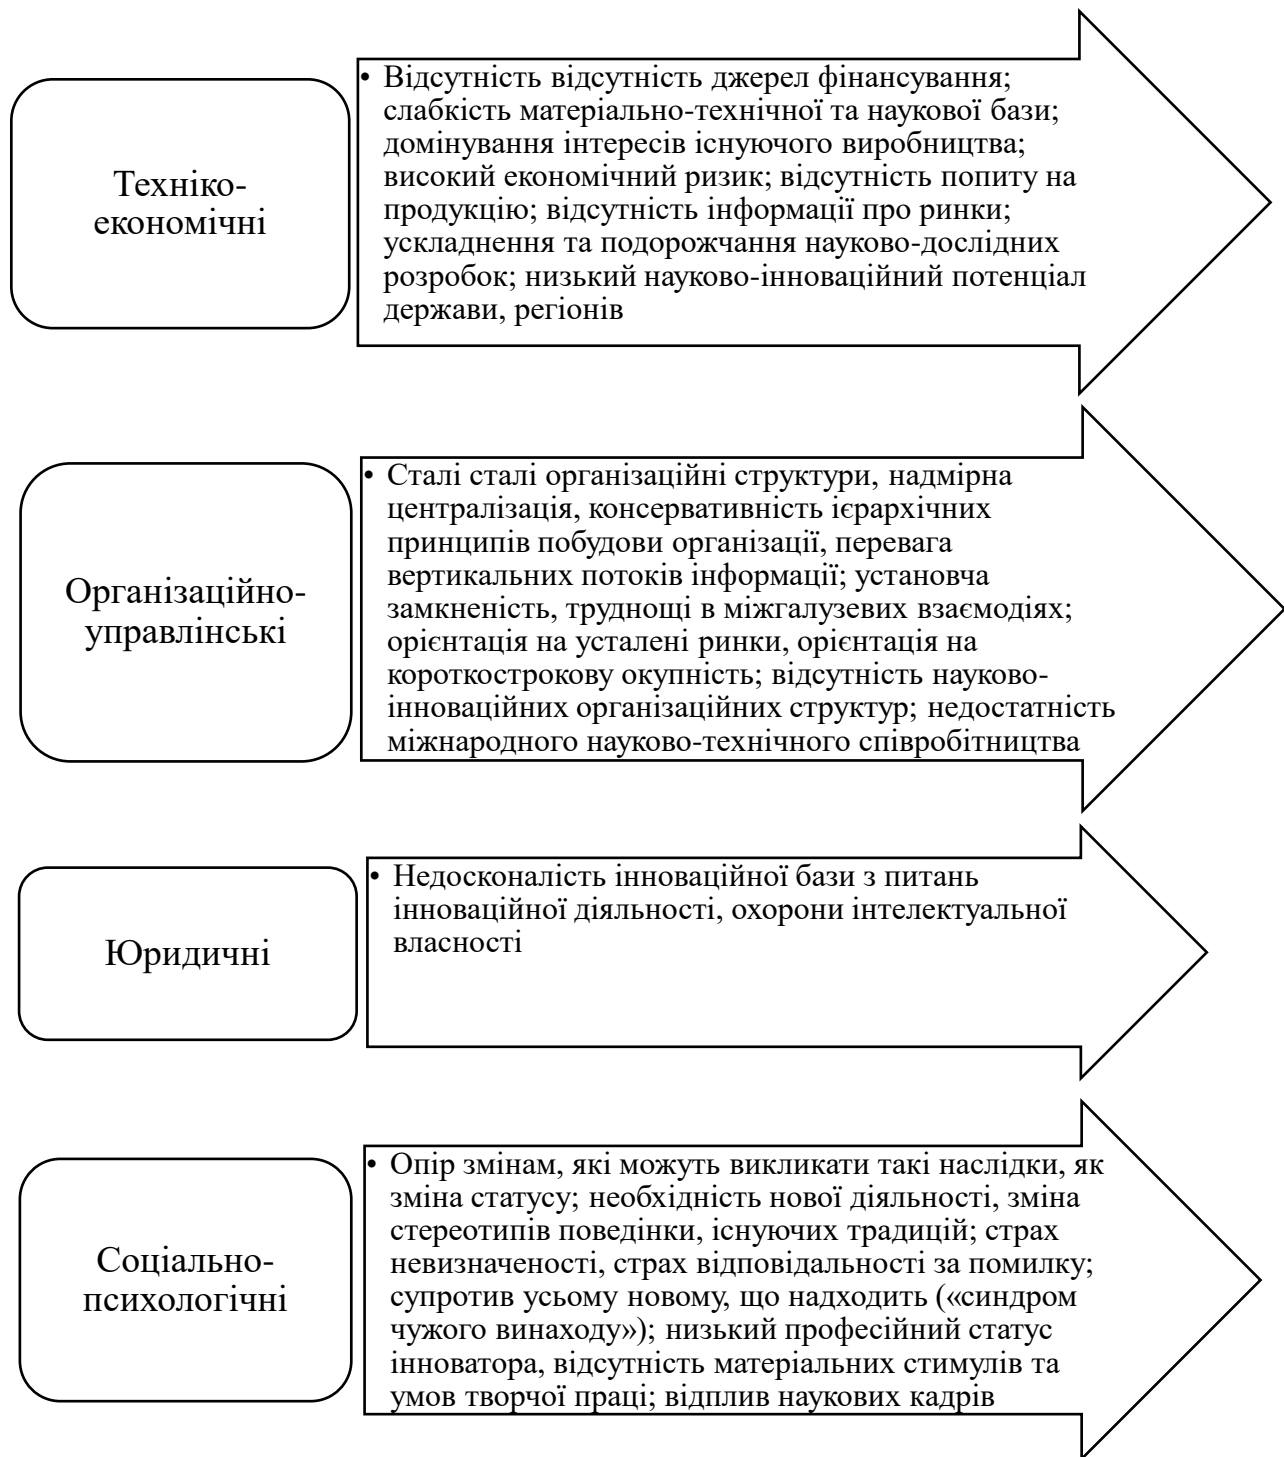 Техніко-
економічні
• Відсутність відсутність джерел фінансування;
слабкість матеріально-технічної та наукової бази;
домінування інтересів існуючого виробництва;
високий економічний ризик; відсутність попиту на
продукцію; відсутність інформації про ринки;
ускладнення та подорожчання науково-дослідних
розробок; низький науково-інноваційний потенціал
держави, регіонів
Організаційно-
управлінські
• Сталі сталі організаційні структури, надмірна
централізація, консервативність ієрархічних
принципів побудови організації, перевага
вертикальних потоків інформації; установча
замкненість, труднощі в міжгалузевих взаємодіях;
орієнтація на усталені ринки, орієнтація на
короткострокову окупність; відсутність науково-
інноваційних організаційних структур; недостатність
міжнародного науково-технічного співробітництва
Юридичні
• Недосконалість інноваційної бази з питань
інноваційної діяльності, охорони інтелектуальної
власності
Соціально-
психологічні
• Опір змінам, які можуть викликати такі наслідки, як
зміна статусу; необхідність нової діяльності, зміна
стереотипів поведінки, існуючих традицій; страх
невизначеності, страх відповідальності за помилку;
супротив усьому новому, що надходить («синдром
чужого винаходу»); низький професійний статус
інноватора, відсутність матеріальних стимулів та
умов творчої праці; відплив наукових кадрів